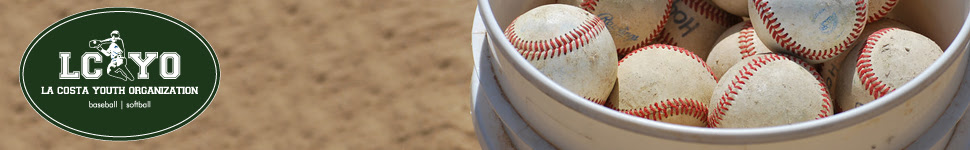 LC YO
LA COSTA YOUTH ORGANIZATION
baseball | softball